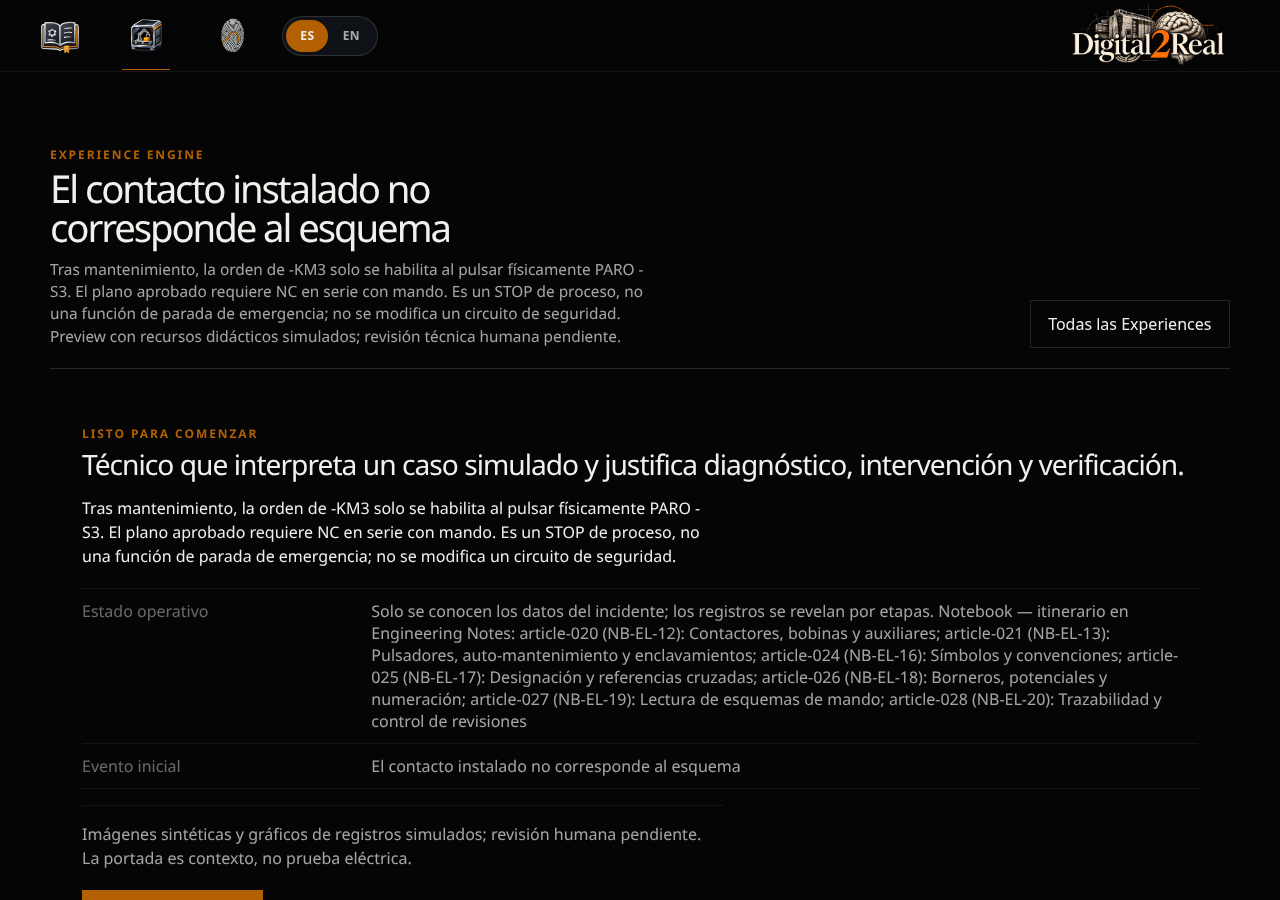 ES EN
Digital2Real
EXPERIENCE ENGINE
El contacto instalado no
corresponde al esquema
Tras mantenimiento, la orden de -KM3 solo se habilita al pulsar físicamente PARO -
S3. El plano aprobado requiere NC en serie con mando. Es un STOP de proceso, no
una función de parada de emergencia; no se modifica un circuito de seguridad.
Preview con recursos didácticos simulados; revisión técnica humana pendiente.
Todas las Experiences
LISTO PARA COMENZAR
Técnico que interpreta un caso simulado y justifica diagnóstico, intervención y verificación.
Tras mantenimiento, la orden de -KM3 solo se habilita al pulsar físicamente PARO -
S3. El plano aprobado requiere NC en serie con mando. Es un STOP de proceso, no
una función de parada de emergencia; no se modifica un circuito de seguridad.
Estado operativo
Solo se conocen los datos del incidente; los registros se revelan por etapas. Notebook — itinerario en
Engineering Notes: article-020 (NB-EL-12): Contactores, bobinas y auxiliares; article-021 (NB-EL-13):
Pulsadores, auto-mantenimiento y enclavamientos; article-024 (NB-EL-16): Símbolos y convenciones; article-
025 (NB-EL-17): Designación y referencias cruzadas; article-026 (NB-EL-18): Borneros, potenciales y
numeración; article-027 (NB-EL-19): Lectura de esquemas de mando; article-028 (NB-EL-20): Trazabilidad y
control de revisiones
Evento inicial
El contacto instalado no corresponde al esquema
Imágenes sintéticas y gráficos de registros simulados; revisión humana pendiente.
La portada es contexto, no prueba eléctrica.